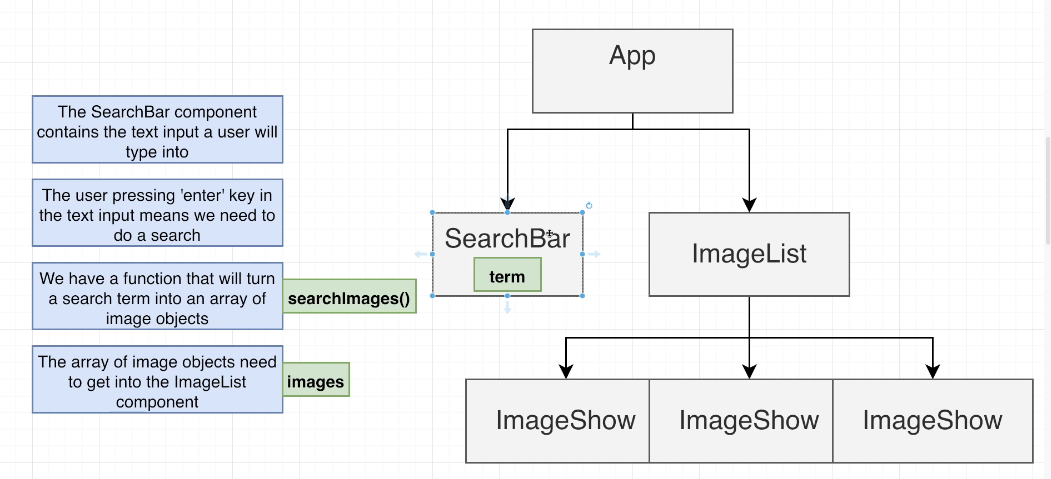 App
The SearchBar component
contains the text input a user will
type into
The user pressing 'enter' key in
the text input means we need to
do a search
We have a function that will turn
a search term into an array of
image objects
searchImages()
The array of image objects need
to get into the ImageList
component
images
SearchBar
term
ImageList
ImageShow
ImageShow
ImageShow